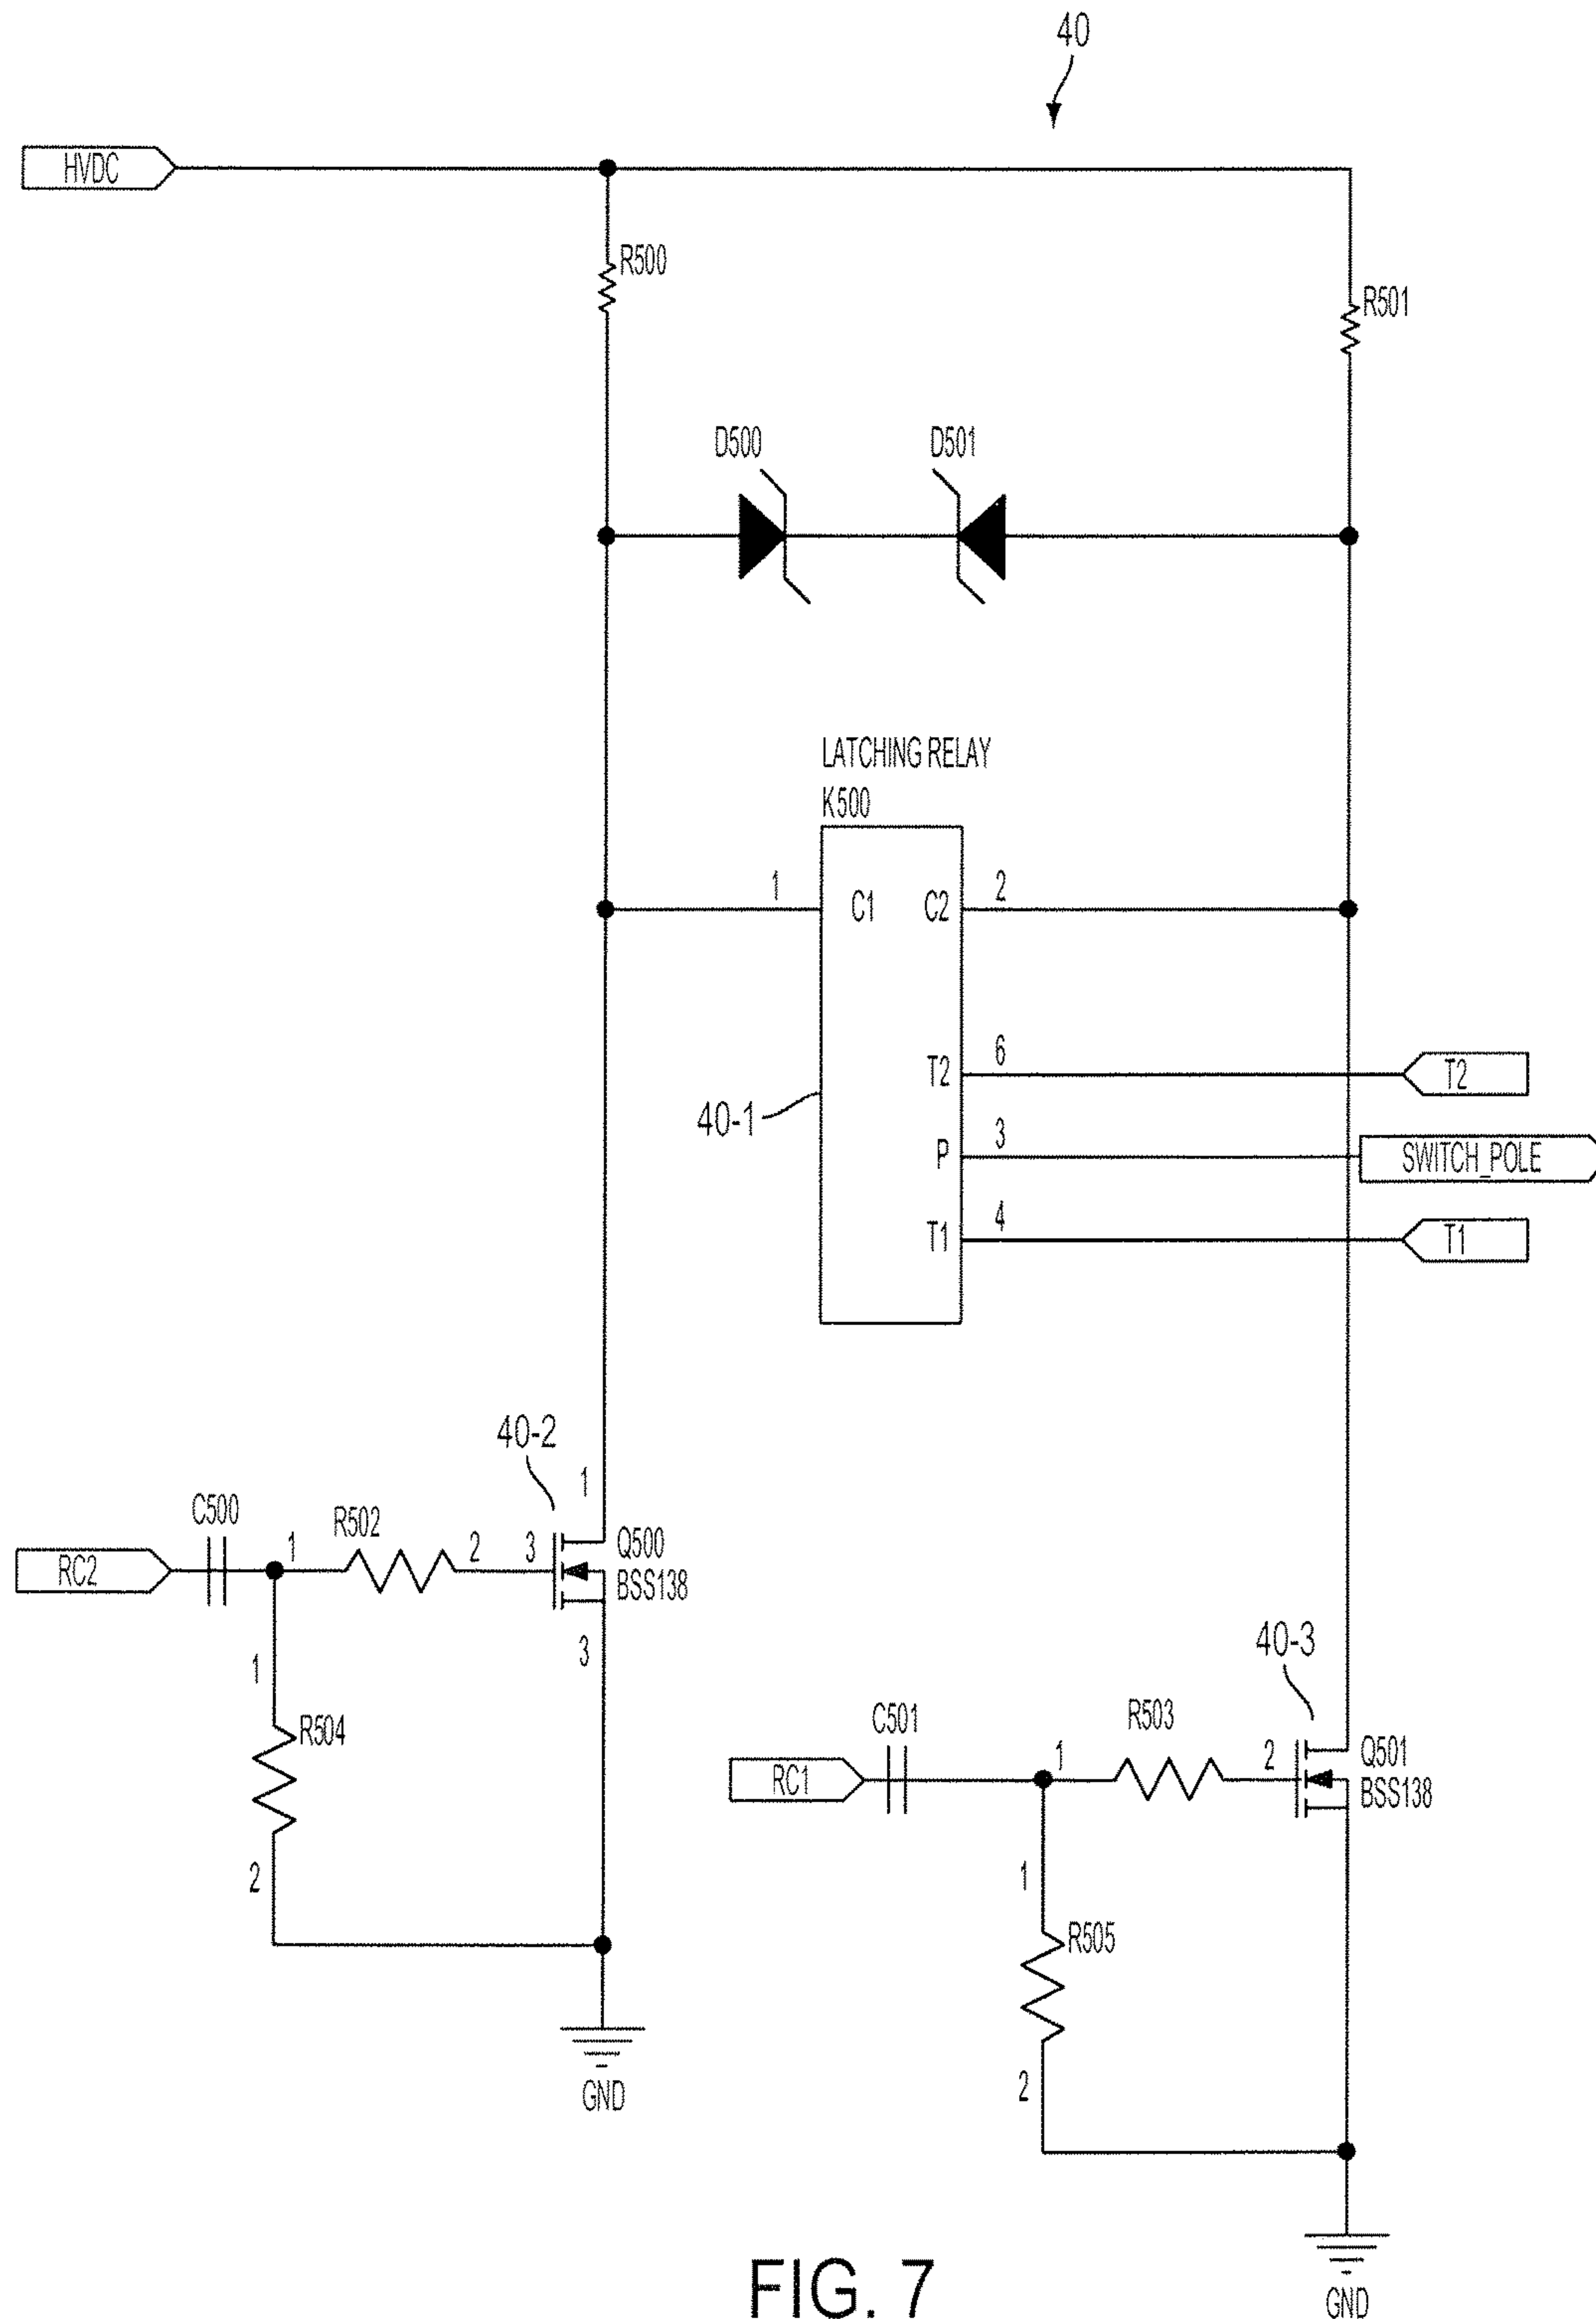 40
HVDC
R500
R501
D500
D501
LATCHING RELAY
K500
1
C1
C2
2
T2
6
T2
40-1
P
3
SWITCH_POLE
T1
4
T1
40-2
1
C500
R502
RC2
1
2
3
Q500
BSS138
3
1
R504
2
GND
40-3
C501
R503
RC1
1
2
Q501
BSS138
1
R505
2
GND
FIG. 7